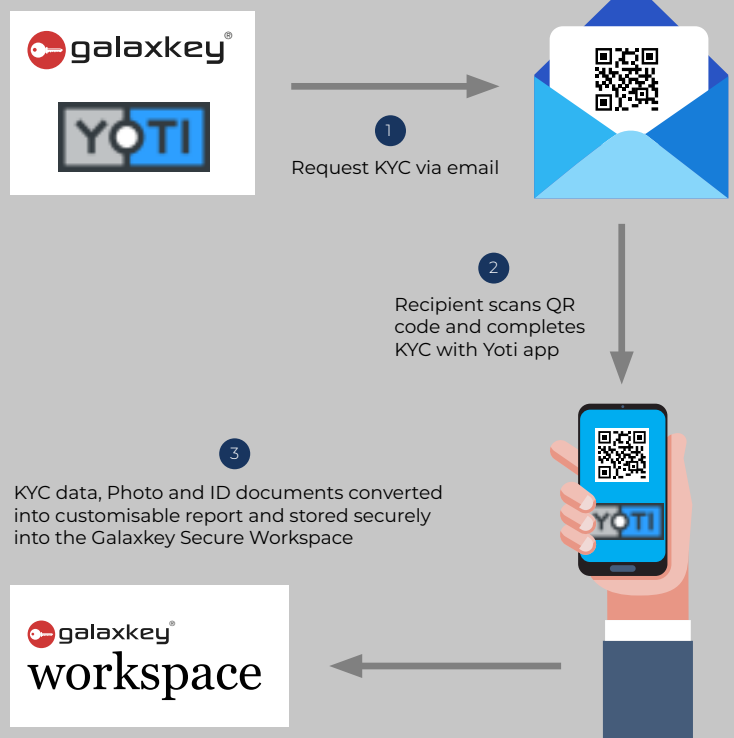 galaxkey®
YOTI
1
Request KYC via email
2
Recipient scans QR
code and completes
KYC with Yoti app
YOTI
3
KYC data, Photo and ID documents converted
into customisable report and stored securely
into the Galaxkey Secure Workspace
galaxkey®
workspace